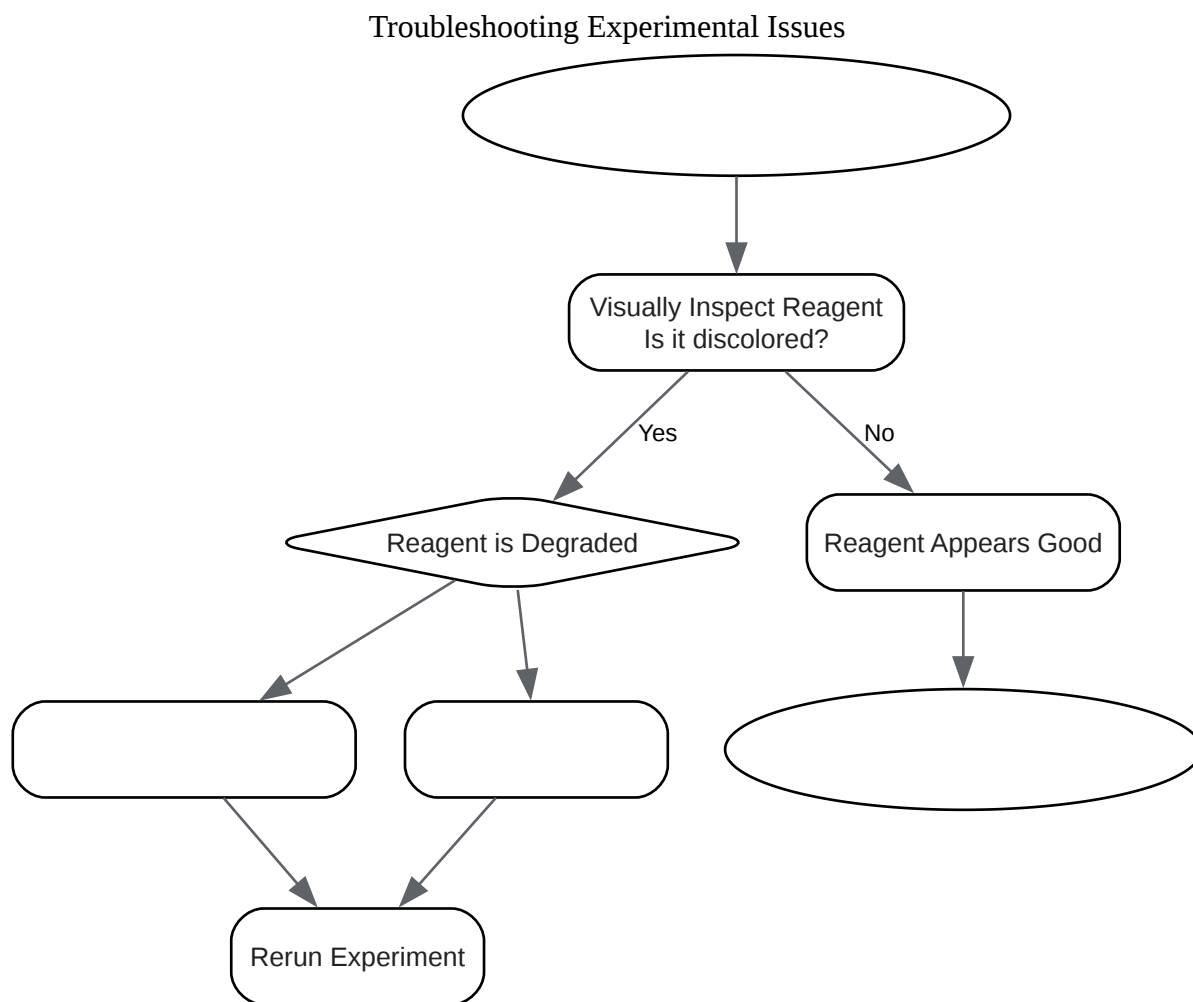 Troubleshooting Experimental Issues
Visually Inspect Reagent
Is it discolored?
Yes
No
Reagent is Degraded
Reagent Appears Good
Rerun Experiment